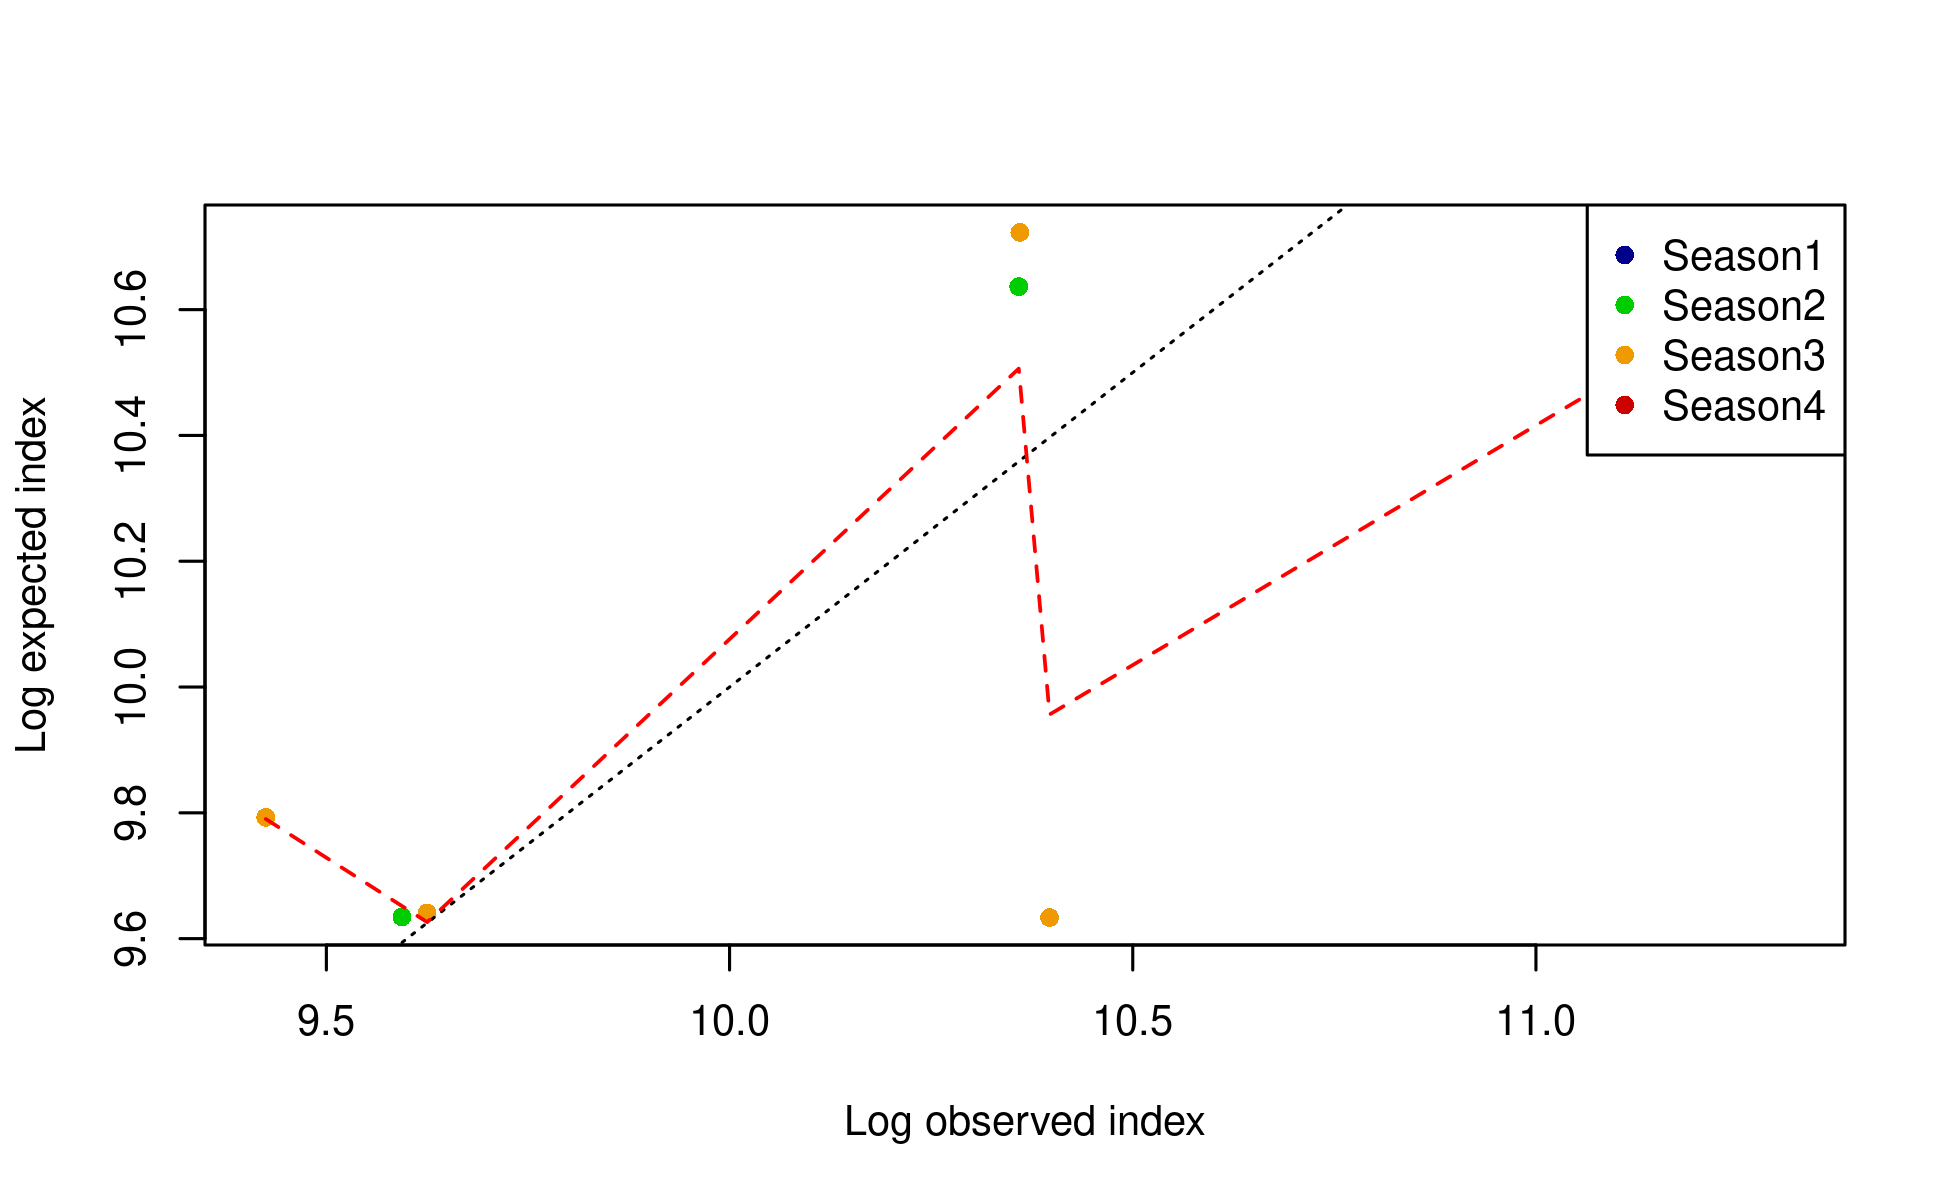 Season1
Season2
Season3
Season4
Log expected index
10.6
10.4
10.2
10.0
9.8
9.6
9.5 10.0 10.5 11.0
Log observed index